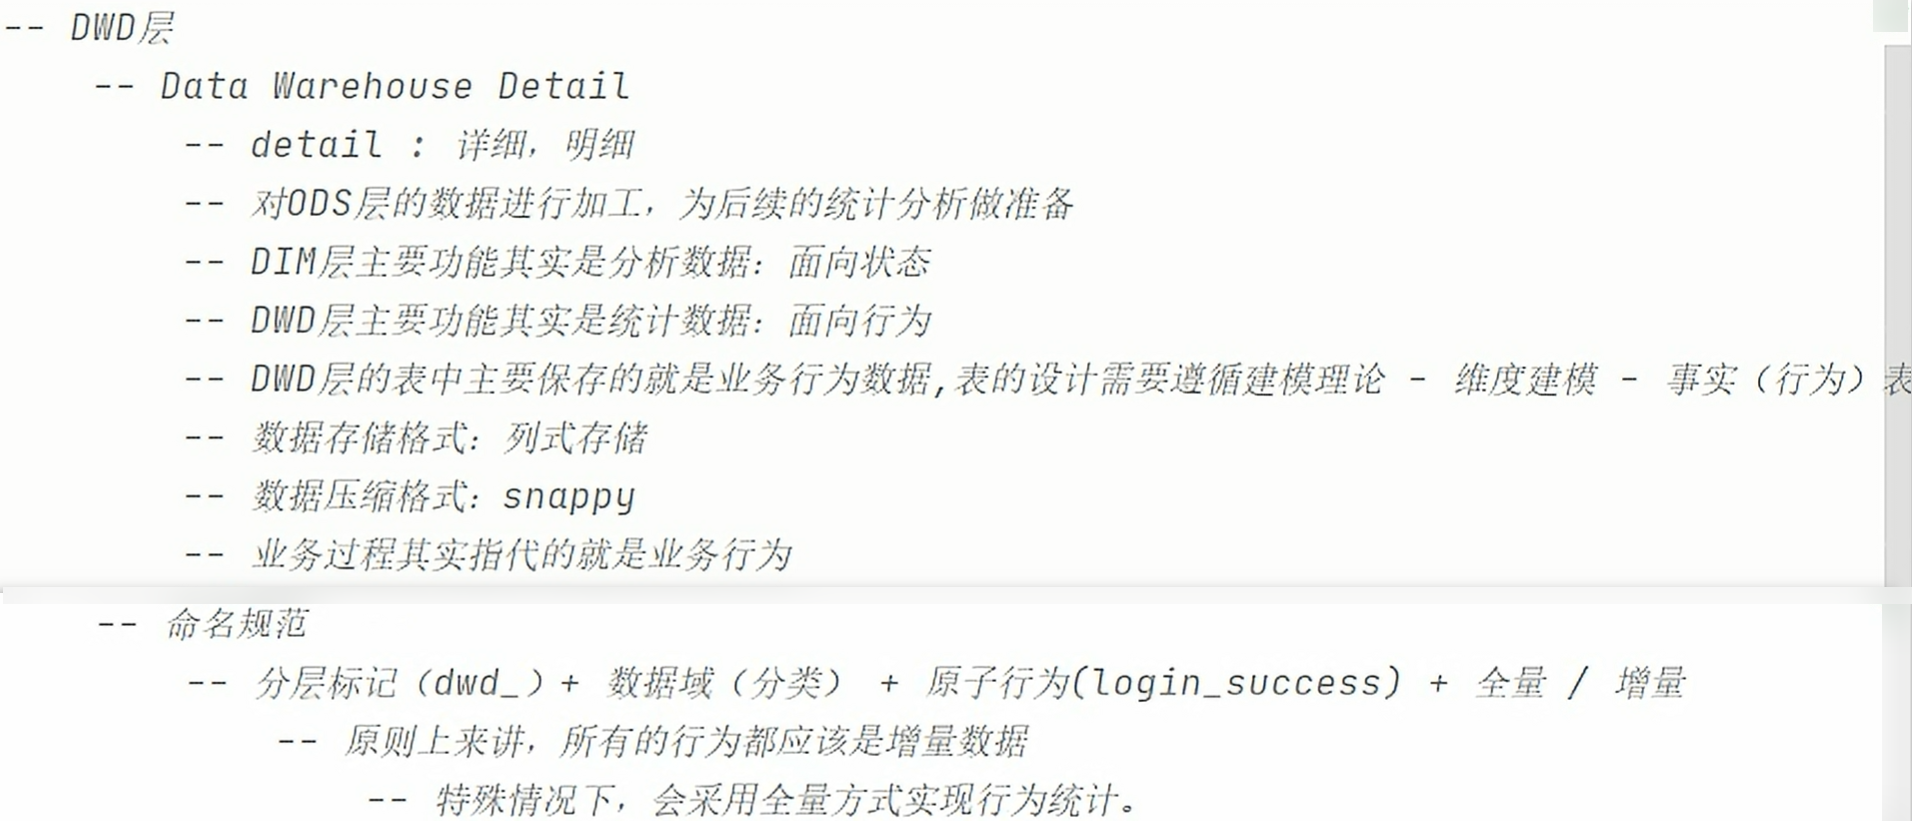 -- DWD层
-- Data Warehouse Detail
-- detail : 详细，明细
-- 对ODS层的数据进行加工，为后续的统计分析做准备
-- DIM层主要功能其实是分析数据：面向状态
-- DWD层主要功能其实是统计数据：面向行为
-- DWD层的表中主要保存的就是业务行为数据,表的设计需要遵循建模理论 - 维度建模 - 事实（行为）表
-- 数据存储格式：列式存储
-- 数据压缩格式：snappy
-- 业务过程其实指代的就是业务行为
-- 命名规范
-- 分层标记（dwd_）+ 数据域（分类） + 原子行为(login_success) + 全量 / 增量
-- 原则上来讲，所有的行为都应该是增量数据
-- 特殊情况下，会采用全量方式实现行为统计。